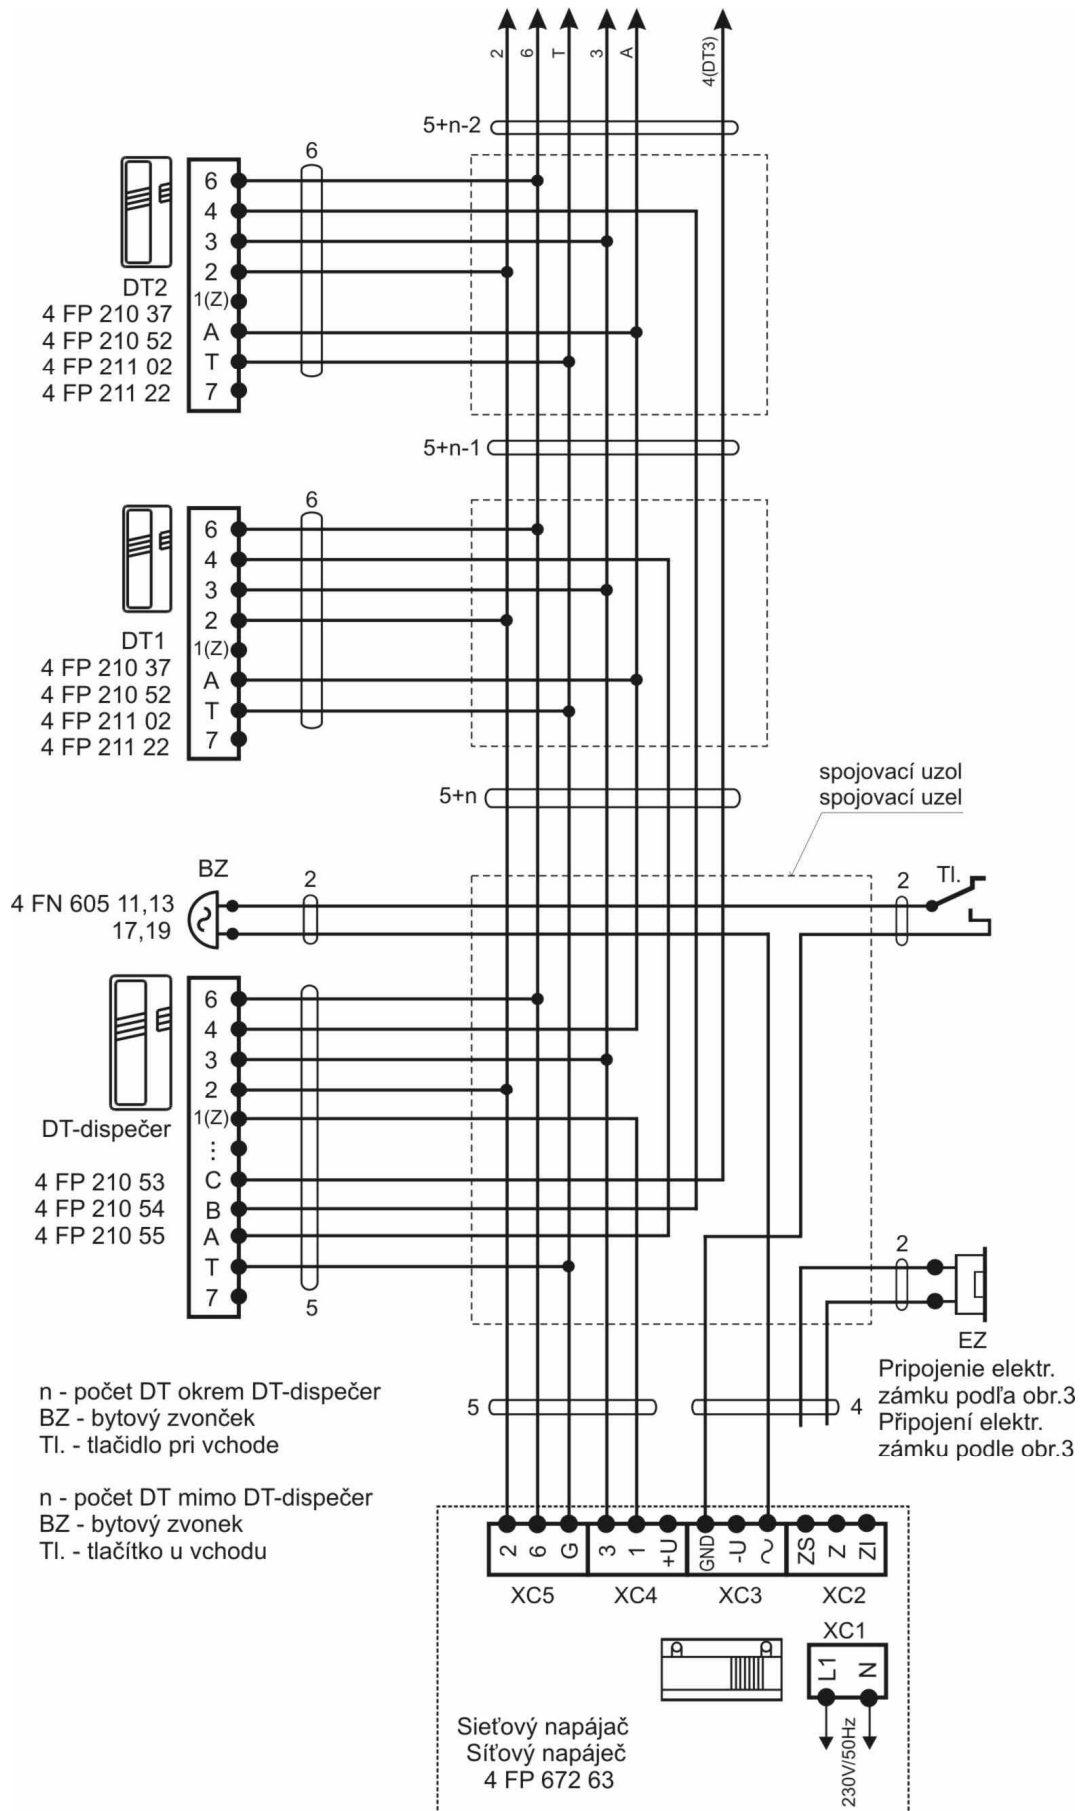 2
6
T
3
A
4(DT3)
5+n-2
6
6
4
3
2
1(Z)
A
T
7
DT2
4 FP 210 37
4 FP 210 52
4 FP 211 02
4 FP 211 22
5+n-1
6
6
4
3
2
1(Z)
A
T
7
DT1
4 FP 210 37
4 FP 210 52
4 FP 211 02
4 FP 211 22
5+n
spojovací uzol
spojovací uzel
BZ
2
2
Tl.
4 FN 605 11,13
17,19
6
4
3
2
1(Z)
⋮
C
B
A
T
7
DT-dispečer
4 FP 210 53
4 FP 210 54
4 FP 210 55
5
2
EZ
Pripojenie elektr.
zámku podľa obr.3
Připojení elektr.
zámku podle obr.3
n - počet DT okrem DT-dispečer
BZ - bytový zvonček
Tl. - tlačidlo pri vchode
n - počet DT mimo DT-dispečer
BZ - bytový zvonek
Tl. - tlačítko u vchodu
5
4
2
6
G
3
1
+U
GND
-U
~
ZS
Z
ZI
XC5
XC4
XC3
XC2
XC1
L1
N
230V/50Hz
Sieťový napájač
Síťový napáječ
4 FP 672 63